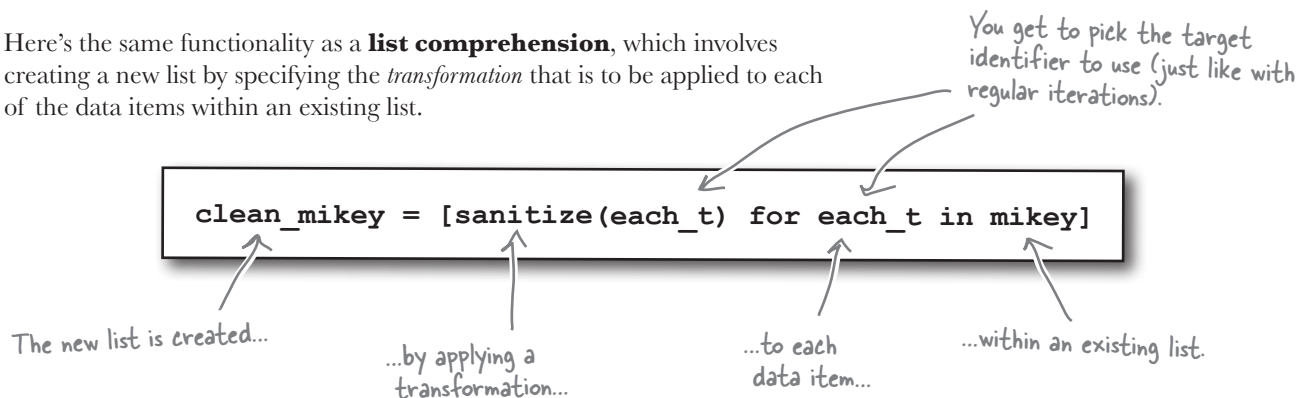 Here's the same functionality as a list comprehension, which involves
creating a new list by specifying the transformation that is to be applied to each
of the data items within an existing list.
You get to pick the target
identifier to use (just like with
regular iterations).
clean_mikey = [sanitize(each_t) for each_t in mikey]
The new list is created...
...by applying a
transformation...
...to each
data item...
...within an existing list.